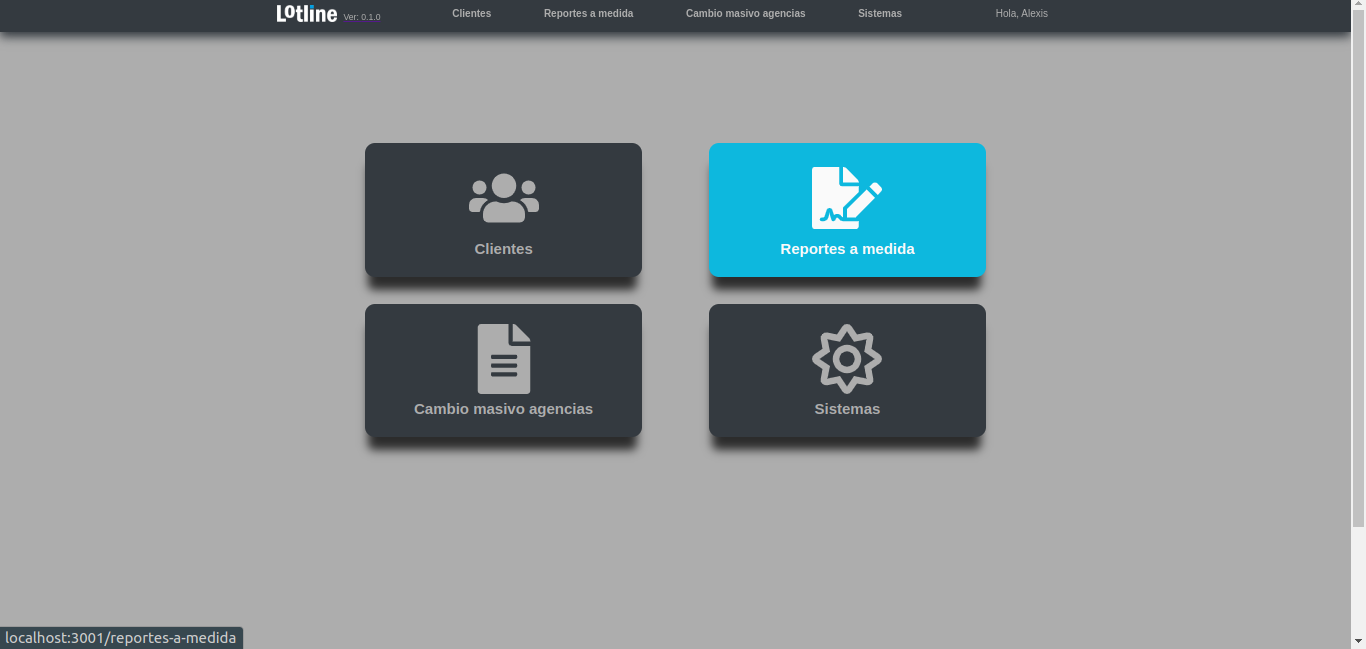 L0tline Ver: 0.1.0 Clientes Reportes a medida Cambio masivo agencias Sistemas Hola, Alexis
Clientes Reportes a medida
Cambio masivo agencias Sistemas
localhost:3001/reportes-a-medida